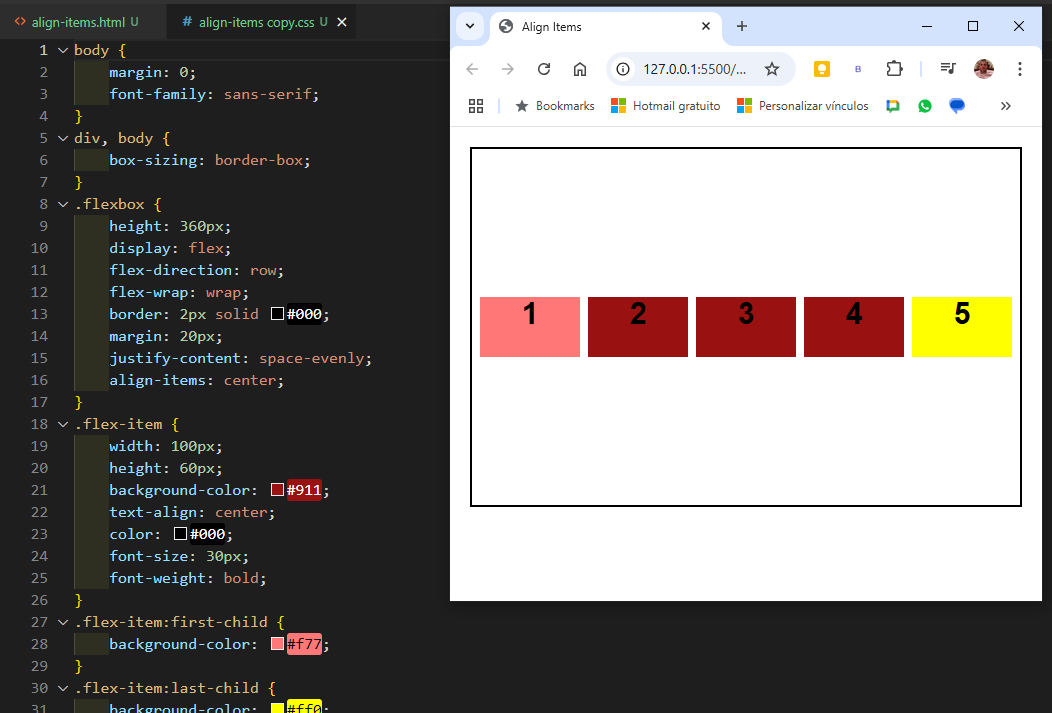 <> align-items.html U
# align-items copy.css U
1 body {
2 margin: 0;
3 font-family: sans-serif;
4 }
5 div, body {
6 box-sizing: border-box;
7 }
8 .flexbox {
9 height: 360px;
10 display: flex;
11 flex-direction: row;
12 flex-wrap: wrap;
13 border: 2px solid #000;
14 margin: 20px;
15 justify-content: space-evenly;
16 align-items: center;
17 }
18 .flex-item {
19 width: 100px;
20 height: 60px;
21 background-color: #911;
22 text-align: center;
23 color: #000;
24 font-size: 30px;
25 font-weight: bold;
26 }
27 .flex-item:first-child {
28 background-color: #f77;
29 }
30 .flex-item:last-child {
31 background-color: #ff0;
Align Items
127.0.0.1:5500/...
B
Bookmarks
Hotmail gratuito
Personalizar vínculos
»
1 2 3 4 5